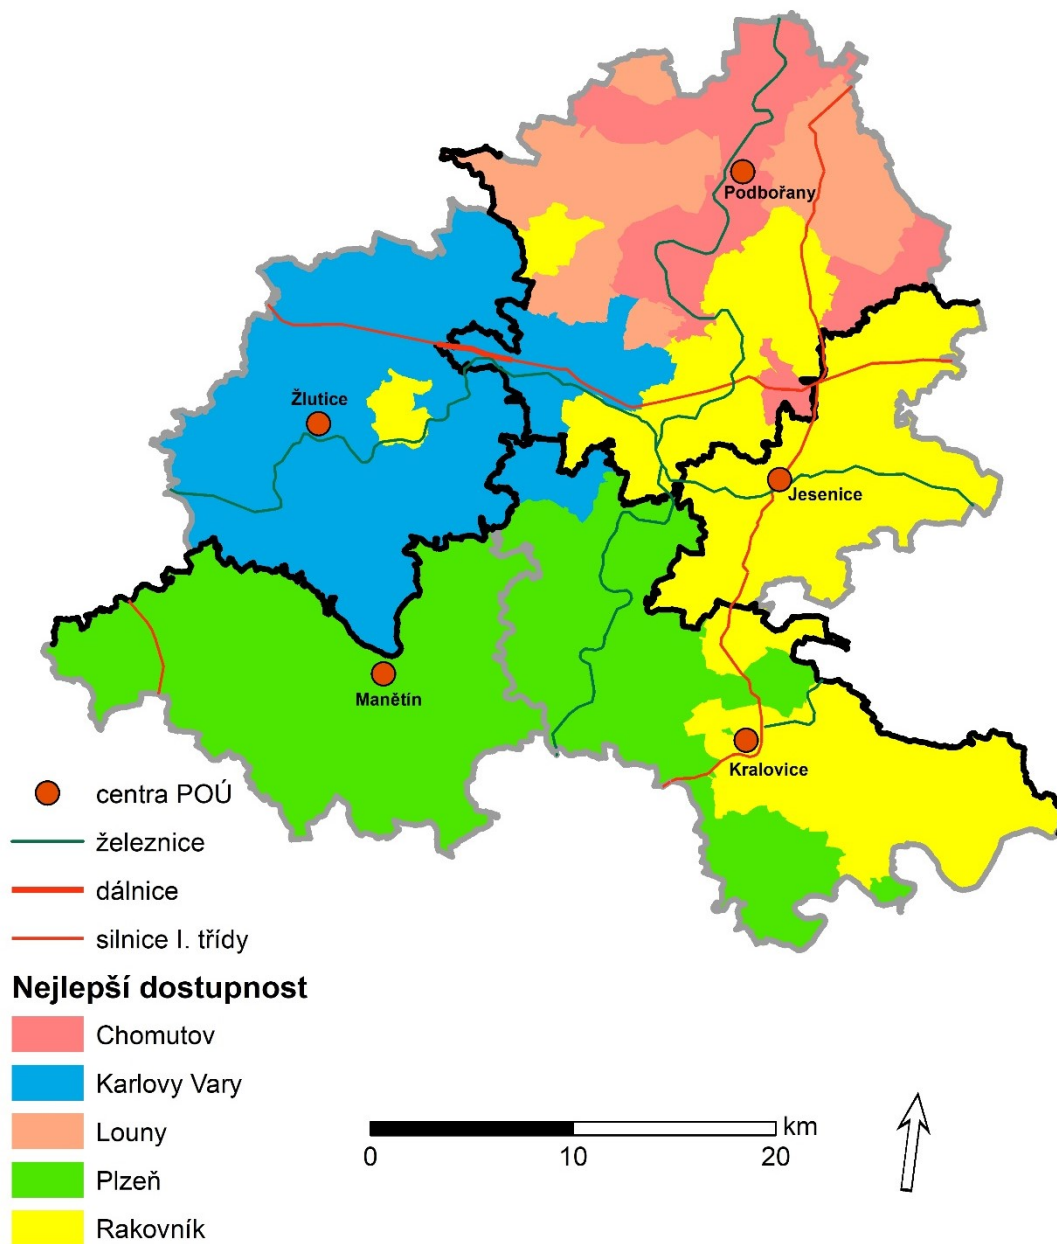 Podbořany
Žlutice
Jesenice
Manětín
Kralovice
centra POÚ
železnice
dálnice
silnice I. třídy
Nejlepší dostupnost
Chomutov
Karlovy Vary
Louny
Plzeň
Rakovník
km
0 10 20